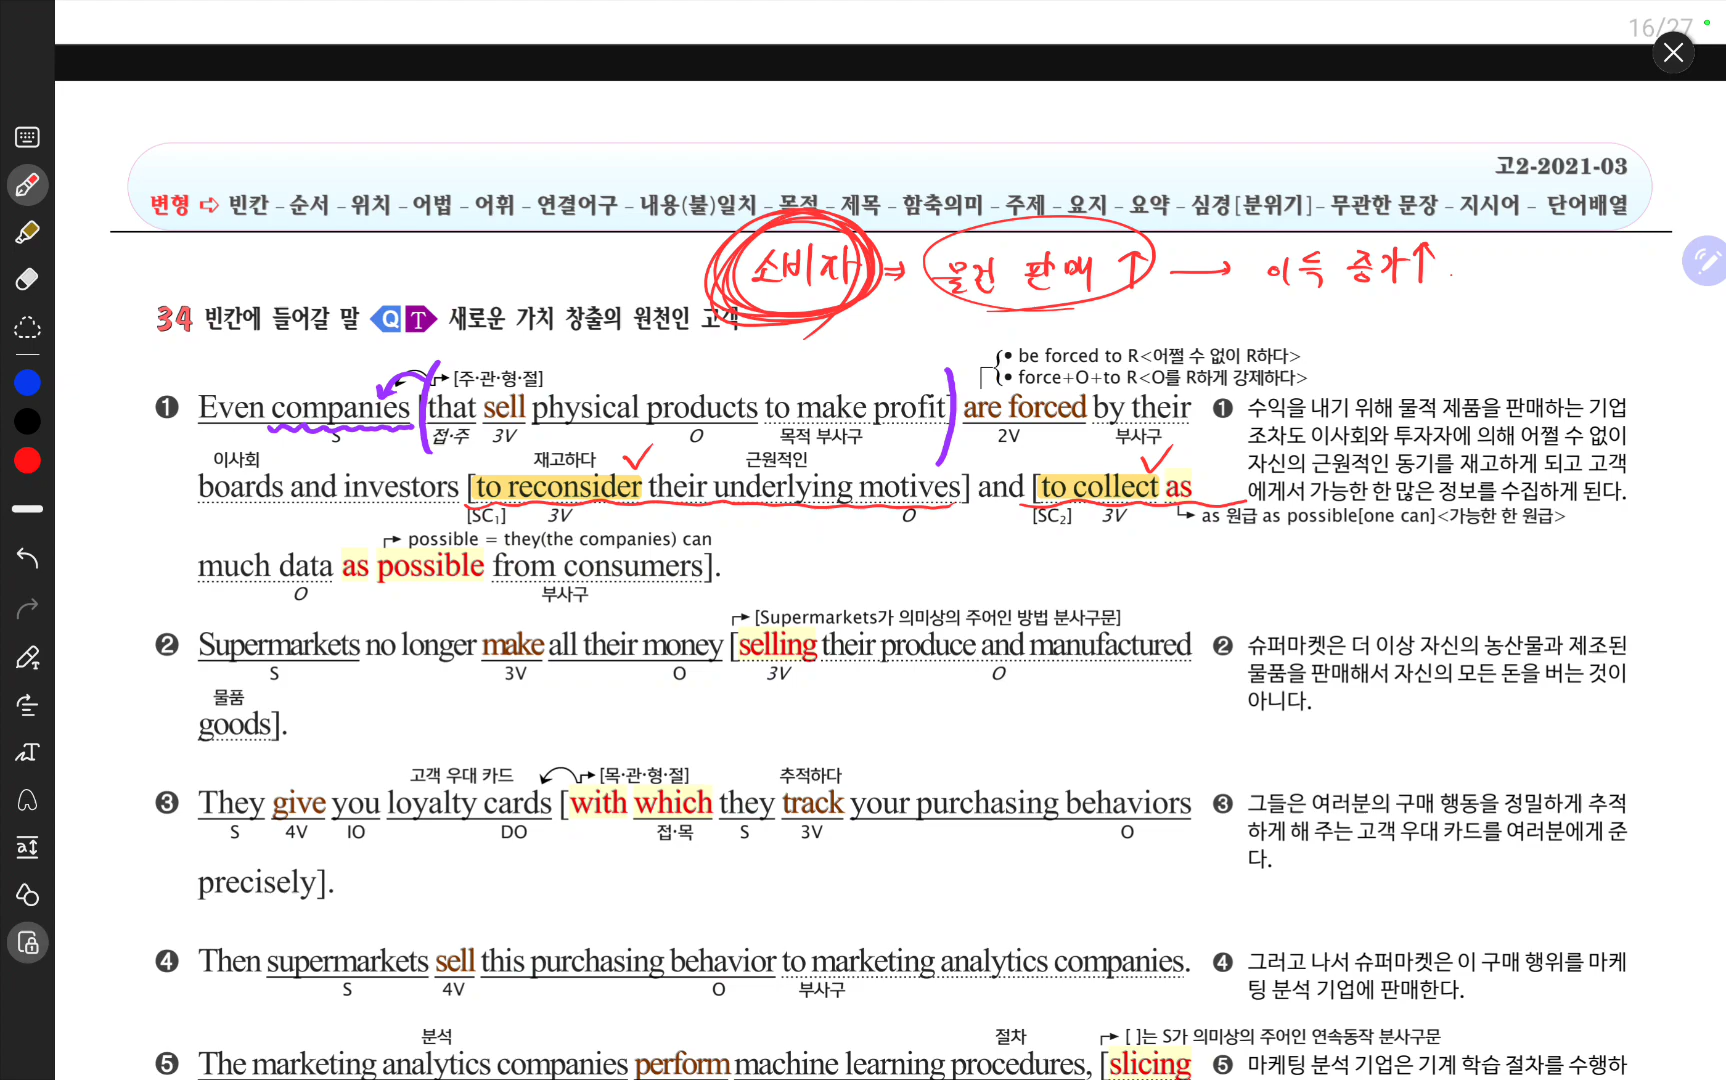 16/27
고2-2021-03
변형 ➪ 빈칸 – 순서 – 위치 – 어법 – 어휘 – 연결어구 – 내용(불)일치 – 목적 – 제목 – 함축의미 – 주제 – 요지 – 요약 – 심경[분위기] – 무관한 문장 – 지시어 – 단어배열
소비자 ⇒ 물건 판매 ↑ → 이득 증가↑
34 빈칸에 들어갈 말 Q T 새로운 가치 창출의 원천인 고객
• be forced to R<어쩔 수 없이 R하다>
• force+O+to R<O를 R하게 강제하다>
[주·관·형·절]
❶ Even companies [that sell physical products to make profit] are forced by their
S 접·주 3V O 목적 부사구 2V 부사구
이사회 재고하다 근원적인
boards and investors [to reconsider their underlying motives] and [to collect as
[SC₁] 3V O [SC₂] 3V as 원급 as possible[one can]<가능한 한 원급>
possible = they(the companies) can
much data as possible from consumers].
O 부사구
❶ 수익을 내기 위해 물적 제품을 판매하는 기업
조차도 이사회와 투자자에 의해 어쩔 수 없이
자신의 근원적인 동기를 재고하게 되고 고객
에게서 가능한 한 많은 정보를 수집하게 된다.
[Supermarkets가 의미상의 주어인 방법 분사구문]
❷ Supermarkets no longer make all their money [selling their produce and manufactured
S 3V O 3V O
물품
goods].
❷ 슈퍼마켓은 더 이상 자신의 농산물과 제조된
물품을 판매해서 자신의 모든 돈을 버는 것이
아니다.
고객 우대 카드 [목·관·형·절] 추적하다
❸ They give you loyalty cards [with which they track your purchasing behaviors
S 4V IO DO 접·목 S 3V O
precisely].
❸ 그들은 여러분의 구매 행동을 정밀하게 추적
하게 해 주는 고객 우대 카드를 여러분에게 준
다.
❹ Then supermarkets sell this purchasing behavior to marketing analytics companies.
S 4V O 부사구
❹ 그러고 나서 슈퍼마켓은 이 구매 행위를 마케
팅 분석 기업에 판매한다.
분석 절차 [ ]는 S가 의미상의 주어인 연속동작 분사구문
❺ The marketing analytics companies perform machine learning procedures, [slicing
❺ 마케팅 분석 기업은 기계 학습 절차를 수행하